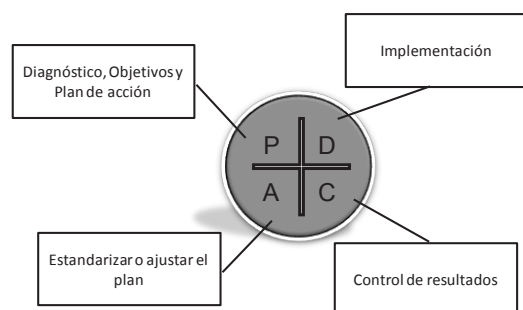 Implementación
Diagnóstico, Objetivos y
Plan de acción
P D
A C
Estandarizar o ajustar el
plan
Control de resultados